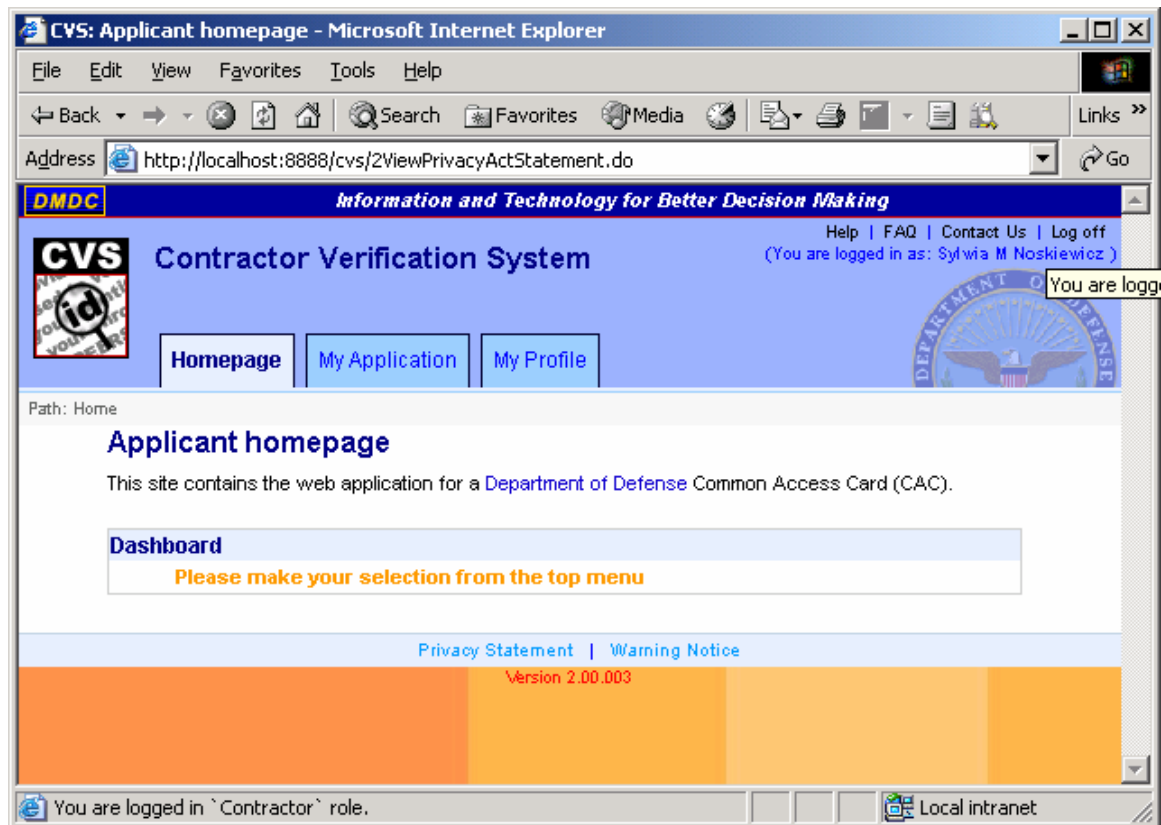 CVS: Applicant homepage - Microsoft Internet Explorer
File Edit View Favorites Tools Help
Back Search Favorites Media Links »
Address http://localhost:8888/cvs/2ViewPrivacyActStatement.do Go
DMDC Information and Technology for Better Decision Making
Help | FAQ | Contact Us | Log off
CVS Contractor Verification System (You are logged in as: Sylwia M Noskiewicz )
You are logg
id
DEPARTMENT OF DEFENSE
Homepage My Application My Profile
Path: Home
Applicant homepage
This site contains the web application for a Department of Defense Common Access Card (CAC).
Dashboard
Please make your selection from the top menu
Privacy Statement | Warning Notice
Version 2.00.003
You are logged in `Contractor` role. Local intranet